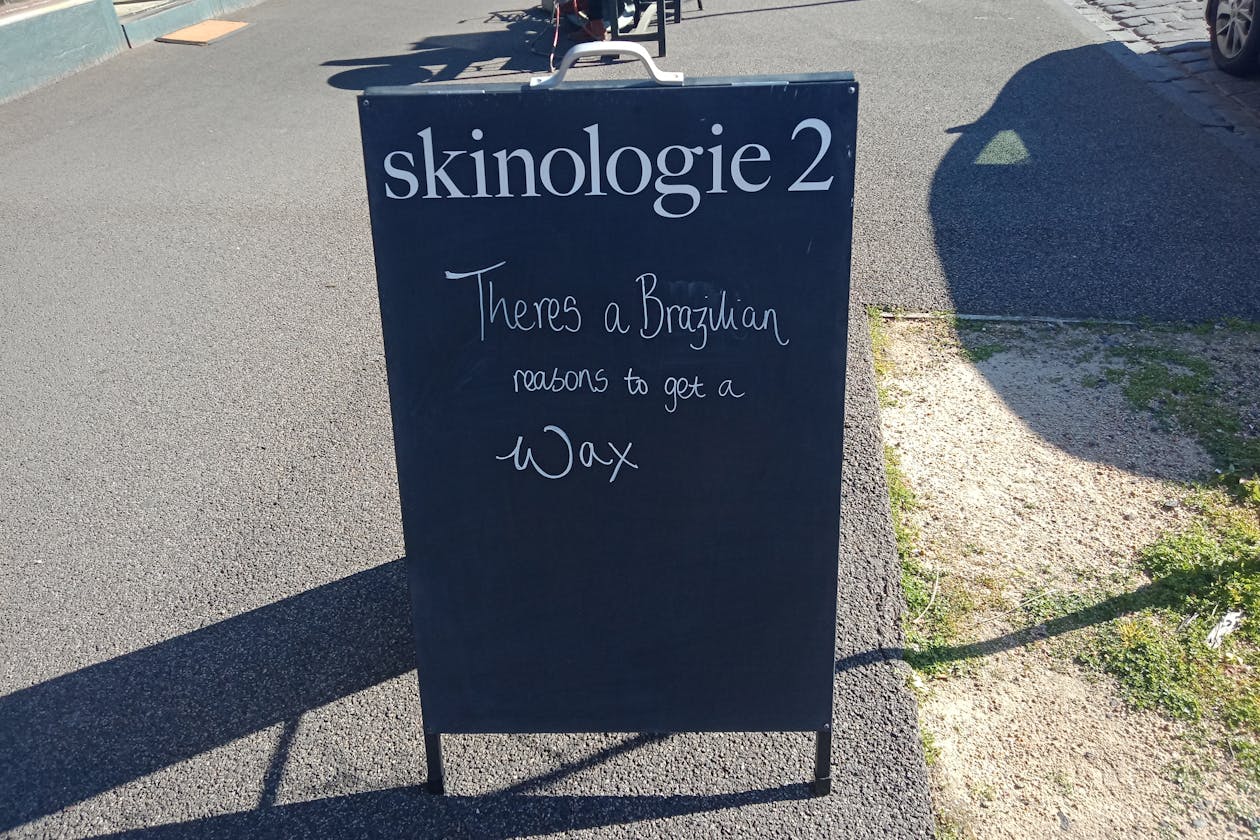 skinologie 2
Theres a Brazilian
reasons to get a
Wax